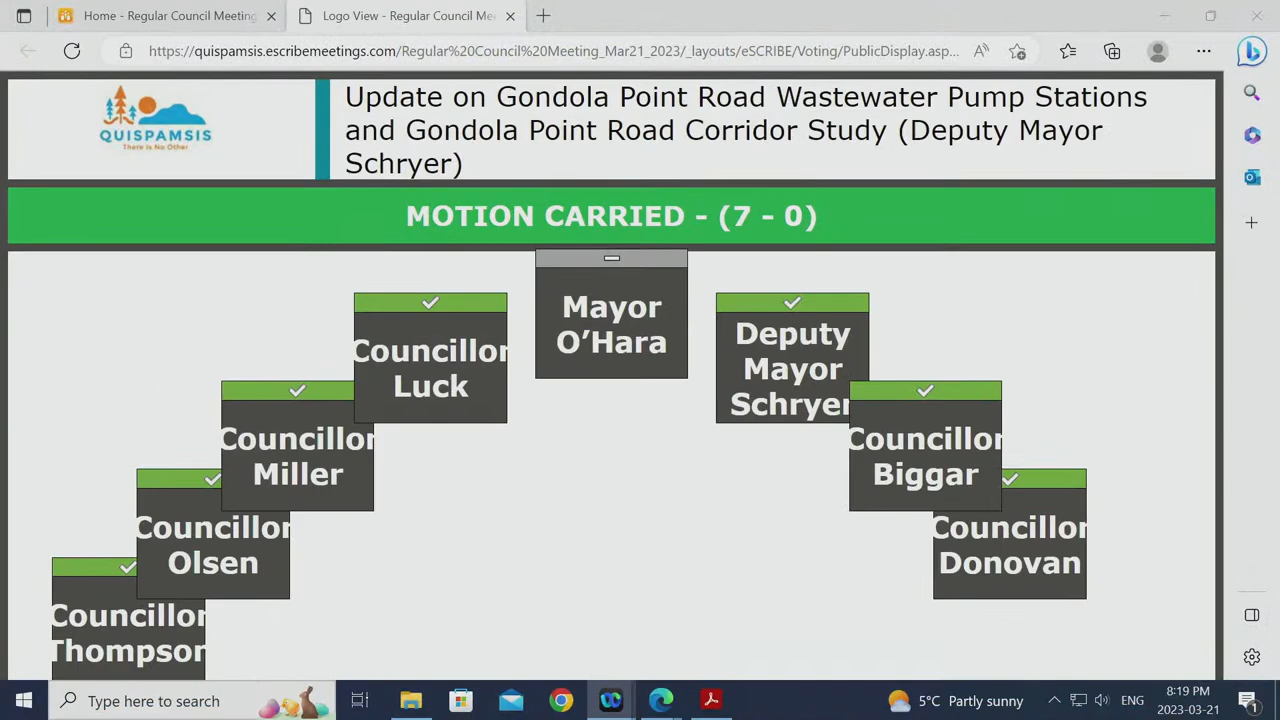 Home - Regular Council Meeting
Logo View - Regular Council Me
https://quispamsis.escribemeetings.com/Regular%20Council%20Meeting_Mar21_2023/_layouts/eSCRIBE/Voting/PublicDisplay.asp...
QUISPAMSIS
There Is No Other
Update on Gondola Point Road Wastewater Pump Stations
and Gondola Point Road Corridor Study (Deputy Mayor
Schryer)
MOTION CARRIED - (7 - 0)
Mayor
O’Hara
Councillor
Luck
Deputy
Mayor
Schryer
Councillor
Miller
Councillor
Biggar
Councillor
Olsen
Councillor
Donovan
Councillor
Thompson
Type here to search
5°C Partly sunny
ENG
8:19 PM
2023-03-21
1